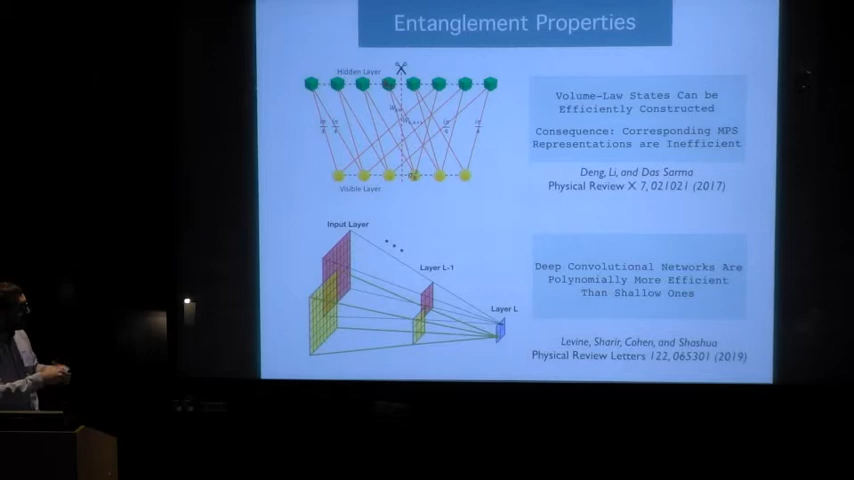 Entanglement Properties
Hidden Layer
Visible Layer
Volume-Law States Can be
Efficiently Constructed
Consequence: Corresponding MPS
Representations are Inefficient
Deng, Li, and Das Sarma
Physical Review X 7, 021021 (2017)
Input Layer
Layer L-1
Layer L
Deep Convolutional Networks Are
Polynomially More Efficient
Than Shallow Ones
Levine, Sharir, Cohen, and Shashua
Physical Review Letters 122, 065301 (2019)